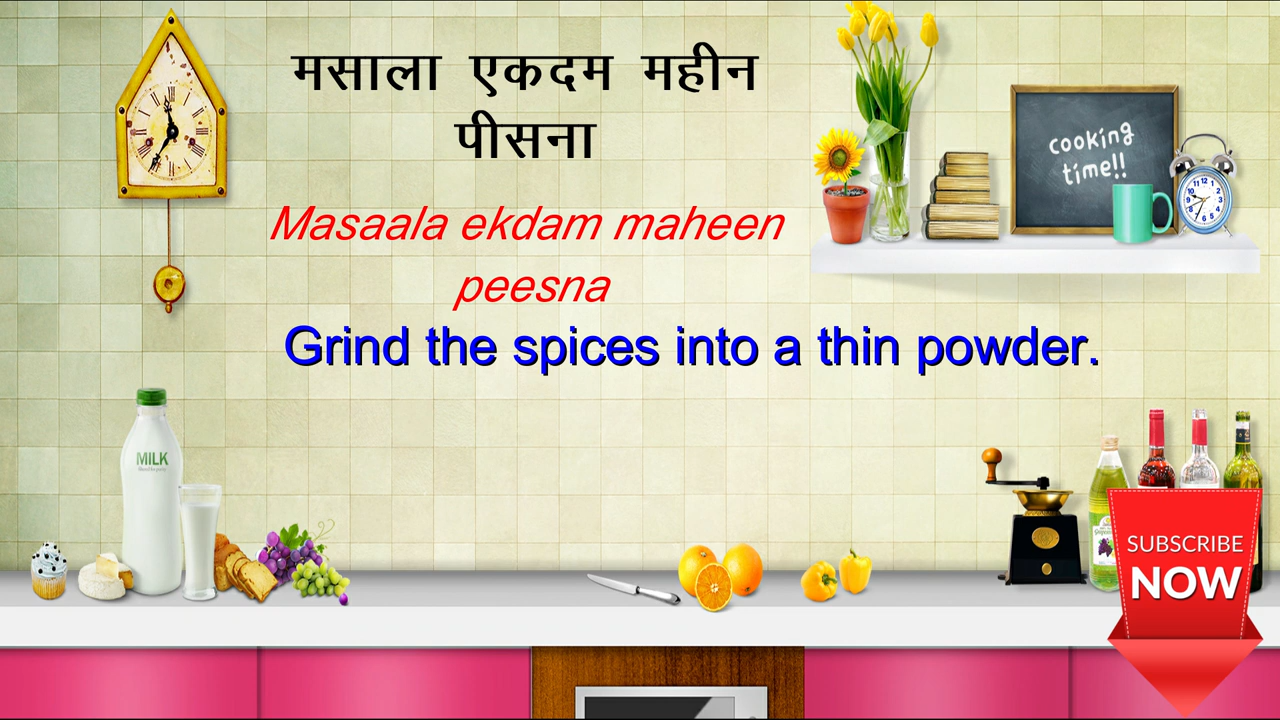 मसाला एकदम महीन
पीसना
Masaala ekdam maheen
peesna
Grind the spices into a thin powder.
cooking
time!!
MILK
SUBSCRIBE
NOW